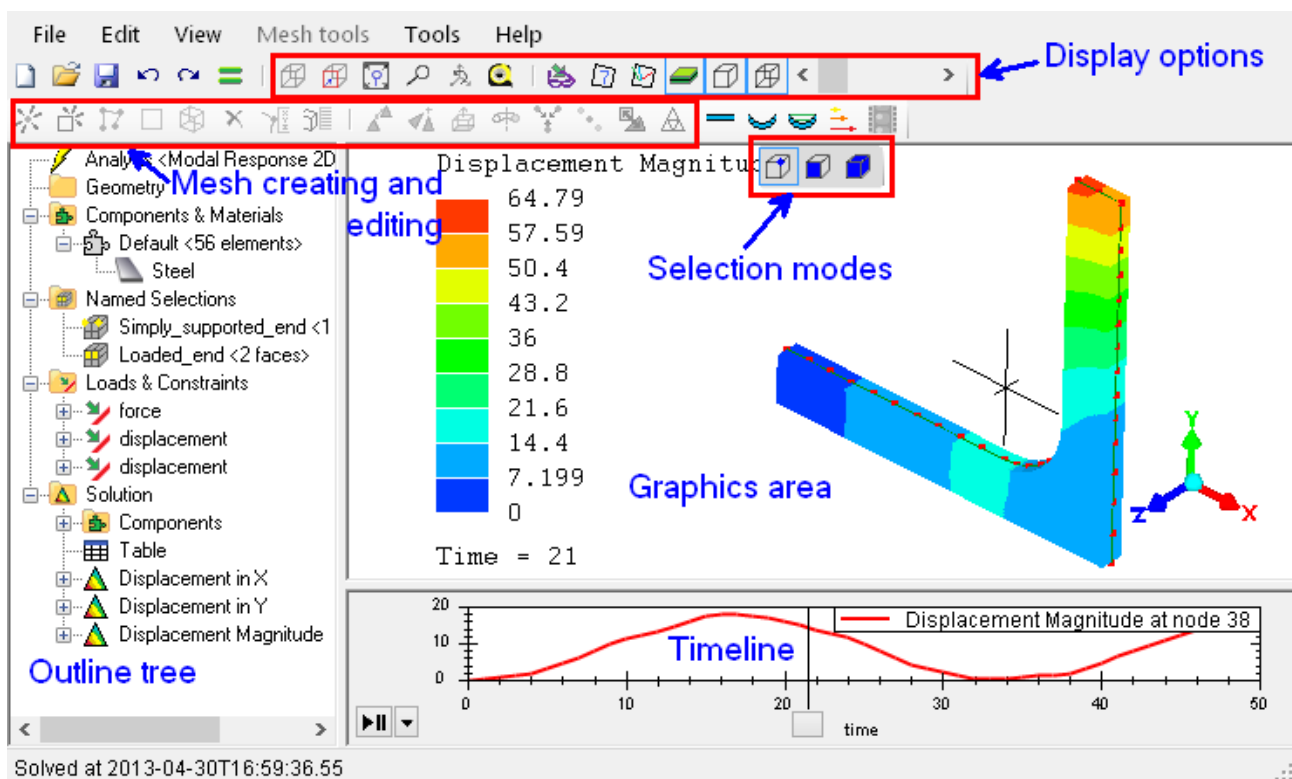 File Edit View Mesh tools Tools Help
Display options
Analysis <Modal Response 2D
Geometry
Mesh creating and
editing
Components & Materials
Default <56 elements>
Steel
Named Selections
Simply_supported_end <1
Loaded_end <2 faces>
Loads & Constraints
force
displacement
displacement
Solution
Components
Table
Displacement in X
Displacement in Y
Displacement Magnitude
Outline tree
Displacement Magnitud
64.79
57.59
50.4
43.2
36
28.8
21.6
14.4
7.199
0
Time = 21
Selection modes
Graphics area
Y
Z
X
20
10
0
Displacement Magnitude at node 38
Timeline
0 10 20 30 40 50
time
Solved at 2013-04-30T16:59:36.55